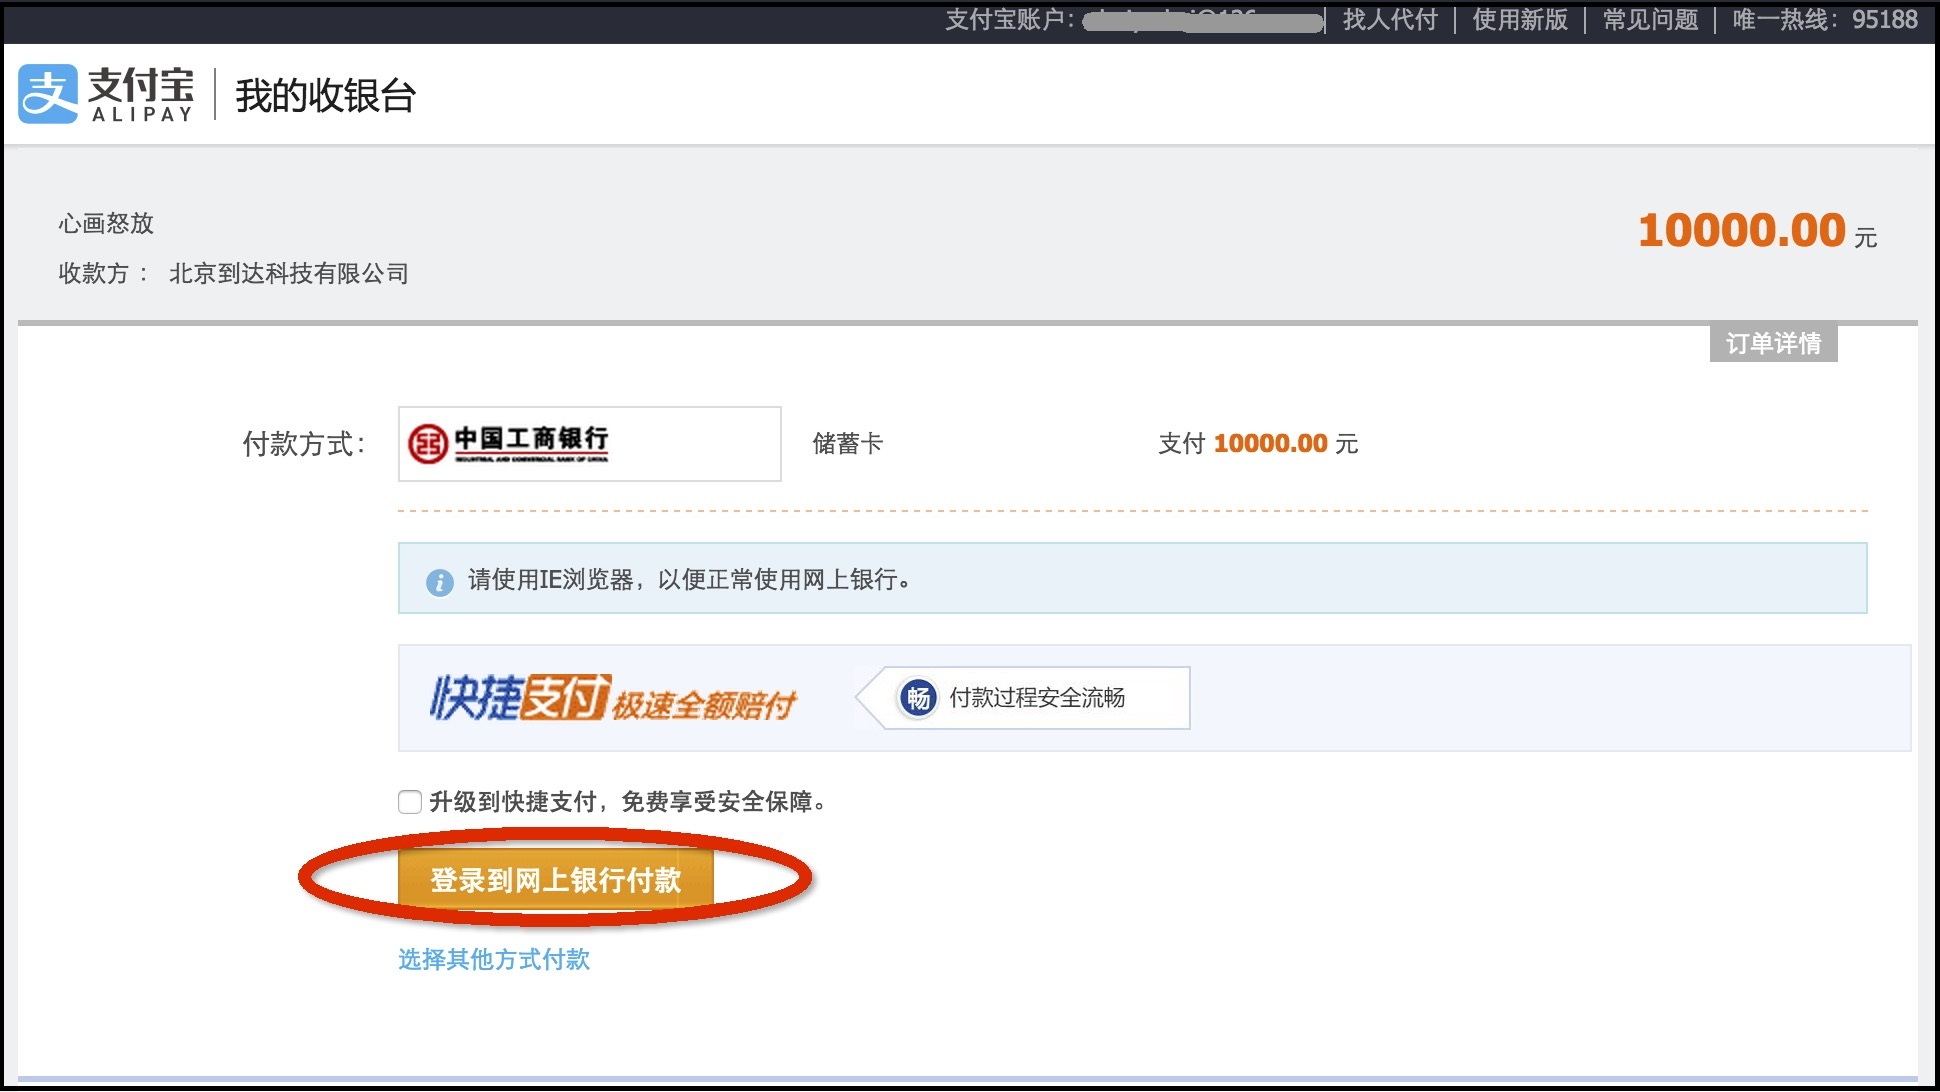 支付宝账户：
找人代付
使用新版
常见问题
唯一热线：95188
支付宝
ALIPAY
我的收银台
心画怒放
10000.00 元
收款方： 北京到达科技有限公司
订单详情
付款方式：
中国工商银行
INDUSTRIAL AND COMMERCIAL BANK OF CHINA
储蓄卡
支付 10000.00 元
请使用IE浏览器，以便正常使用网上银行。
快捷支付 极速全额赔付
畅 付款过程安全流畅
升级到快捷支付，免费享受安全保障。
登录到网上银行付款
选择其他方式付款